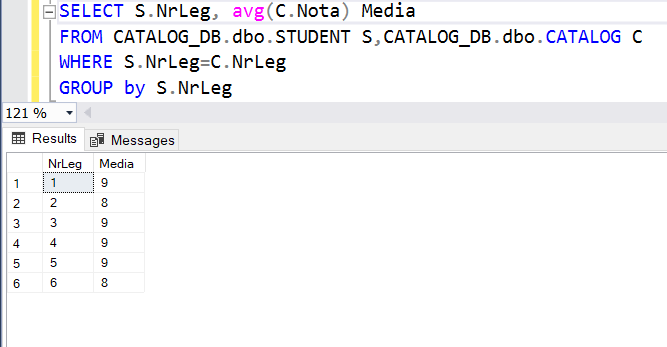 SELECT S.NrLeg, avg(C.Nota) Media
FROM CATALOG_DB.dbo.STUDENT S,CATALOG_DB.dbo.CATALOG C
WHERE S.NrLeg=C.NrLeg
GROUP by S.NrLeg
121 %
Results Messages
NrLeg Media
1 1 9
2 2 8
3 3 9
4 4 9
5 5 9
6 6 8